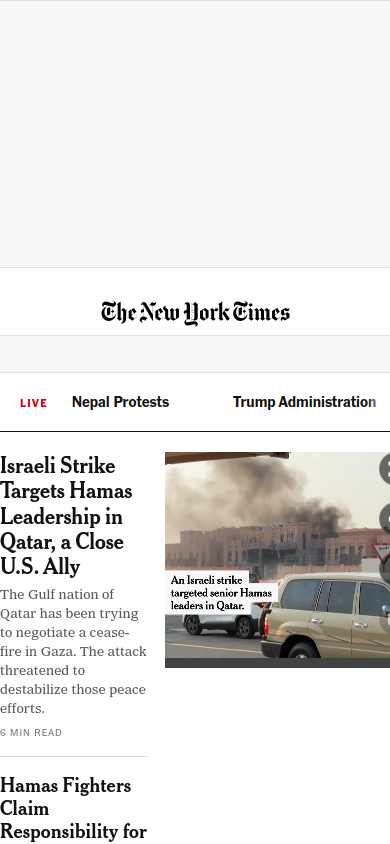 The New York Times
LIVE Nepal Protests Trump Administration
Israeli Strike
Targets Hamas
Leadership in
Qatar, a Close
U.S. Ally
The Gulf nation of
Qatar has been trying
to negotiate a cease-
fire in Gaza. The attack
threatened to
destabilize those peace
efforts.
6 MIN READ
An Israeli strike
targeted senior Hamas
leaders in Qatar.
Hamas Fighters
Claim
Responsibility for